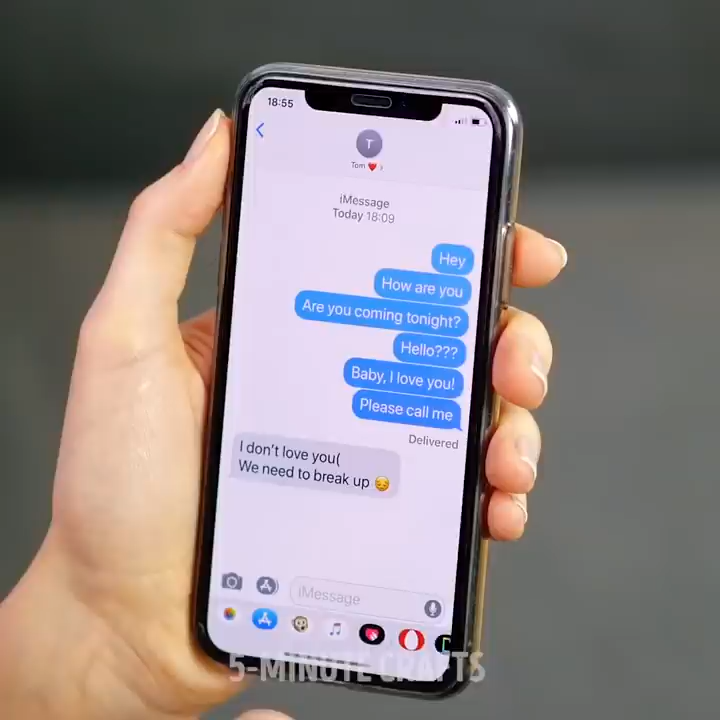 18:55
T
Tom ❤️ ›
iMessage
Today 18:09
Hey
How are you
Are you coming tonight?
Hello???
Baby, I love you!
Please call me
Delivered
I don't love you(
We need to break up 😔
iMessage
5-MINUTE CRAFTS